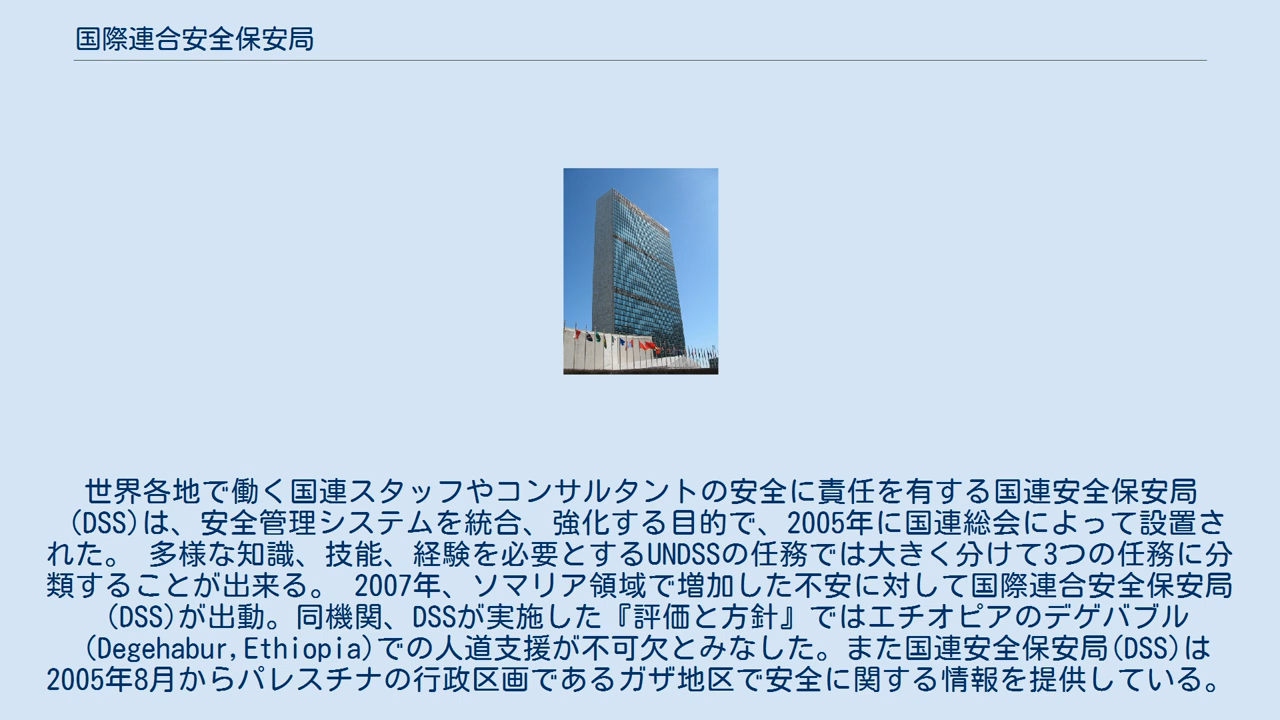 国際連合安全保安局
世界各地で働く国連スタッフやコンサルタントの安全に責任を有する国連安全保安局
(DSS)は、安全管理システムを統合、強化する目的で、2005年に国連総会によって設置さ
れた。 多様な知識、技能、経験を必要とするUNDSSの任務では大きく分けて3つの任務に分
類することが出来る。 2007年、ソマリア領域で増加した不安に対して国際連合安全保安局
(DSS)が出動。同機関、DSSが実施した『評価と方針』ではエチオピアのデゲバブル
(Degehabur,Ethiopia)での人道支援が不可欠とみなした。また国連安全保安局(DSS)は
2005年8月からパレスチナの行政区画であるガザ地区で安全に関する情報を提供している。